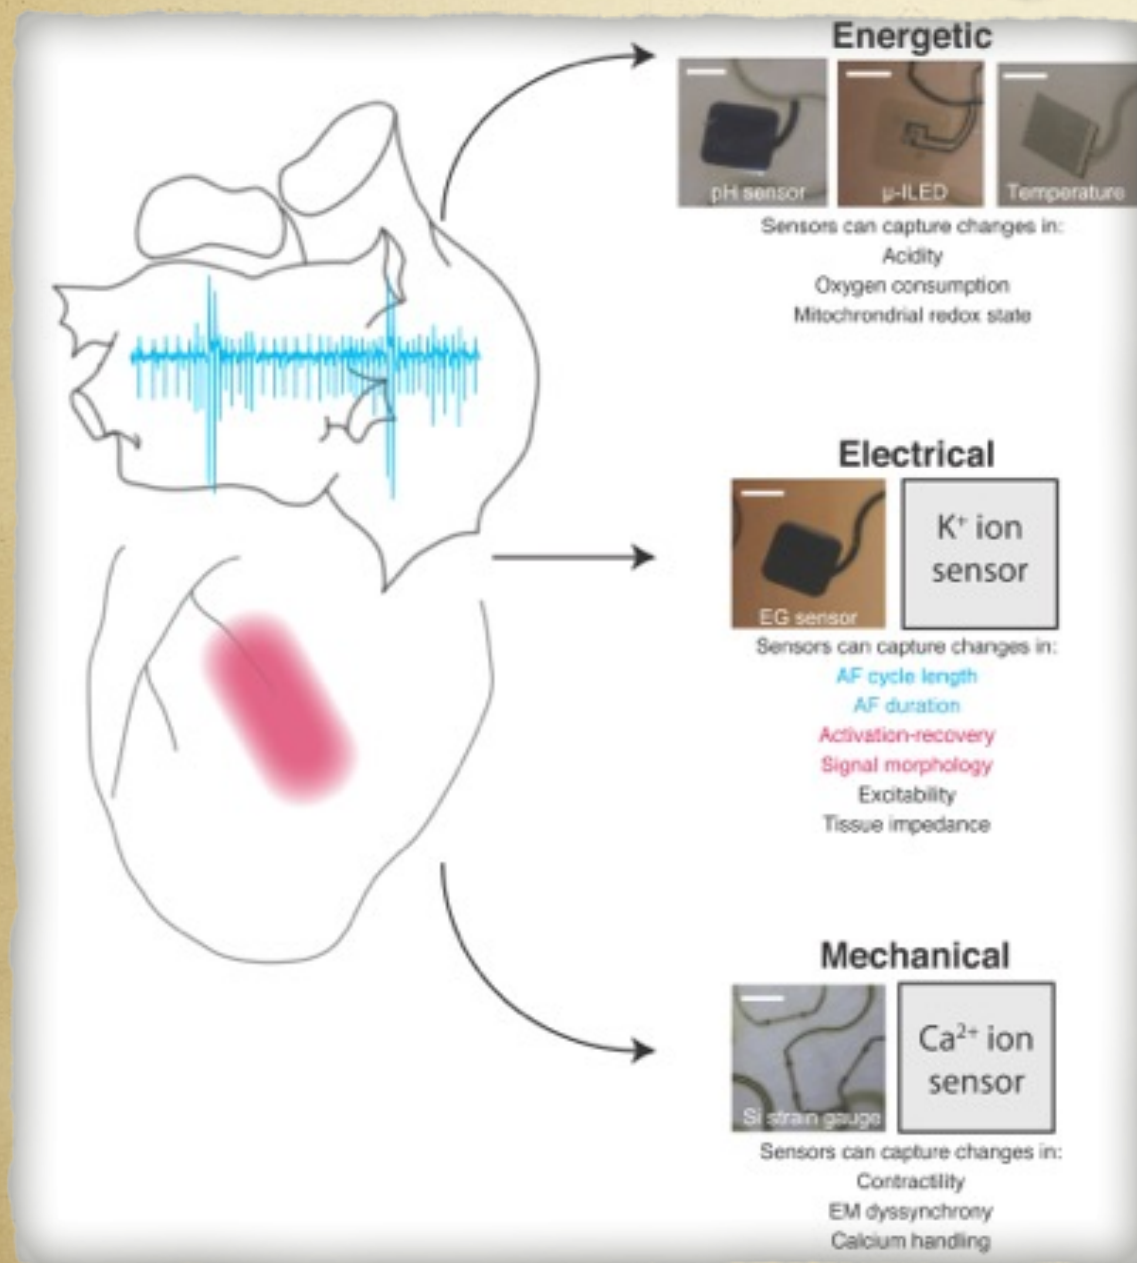 Energetic
pH sensor
μ-ILED
Temperature
Sensors can capture changes in:
Acidity
Oxygen consumption
Mitochrondrial redox state
Electrical
EG sensor
K⁺ ion
sensor
Sensors can capture changes in:
AF cycle length
AF duration
Activation-recovery
Signal morphology
Excitability
Tissue impedance
Mechanical
Si strain gauge
Ca²⁺ ion
sensor
Sensors can capture changes in:
Contractility
EM dyssynchrony
Calcium handling